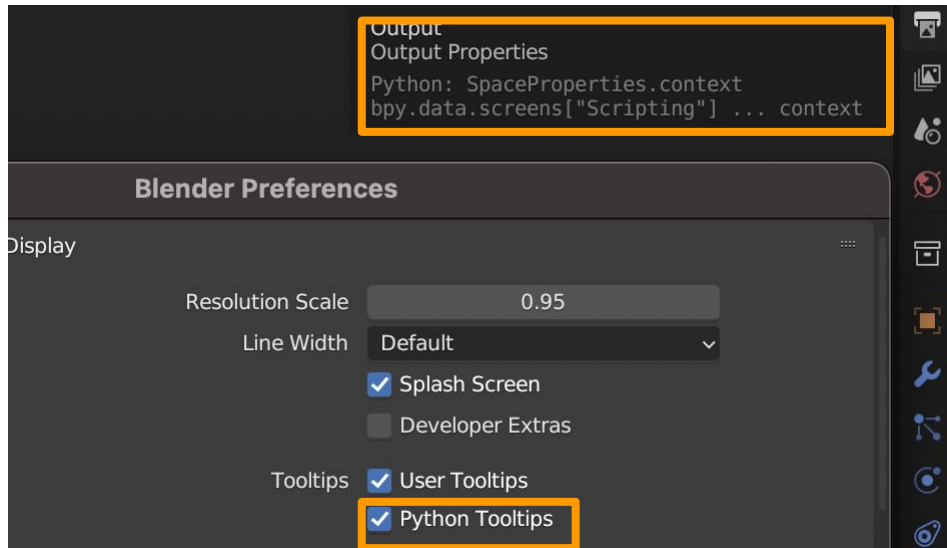 Output
Output Properties
Python: SpaceProperties.context
bpy.data.screens["Scripting"] ... context
Blender Preferences
Display
Resolution Scale 0.95
Line Width Default
Splash Screen
Developer Extras
Tooltips User Tooltips
Python Tooltips